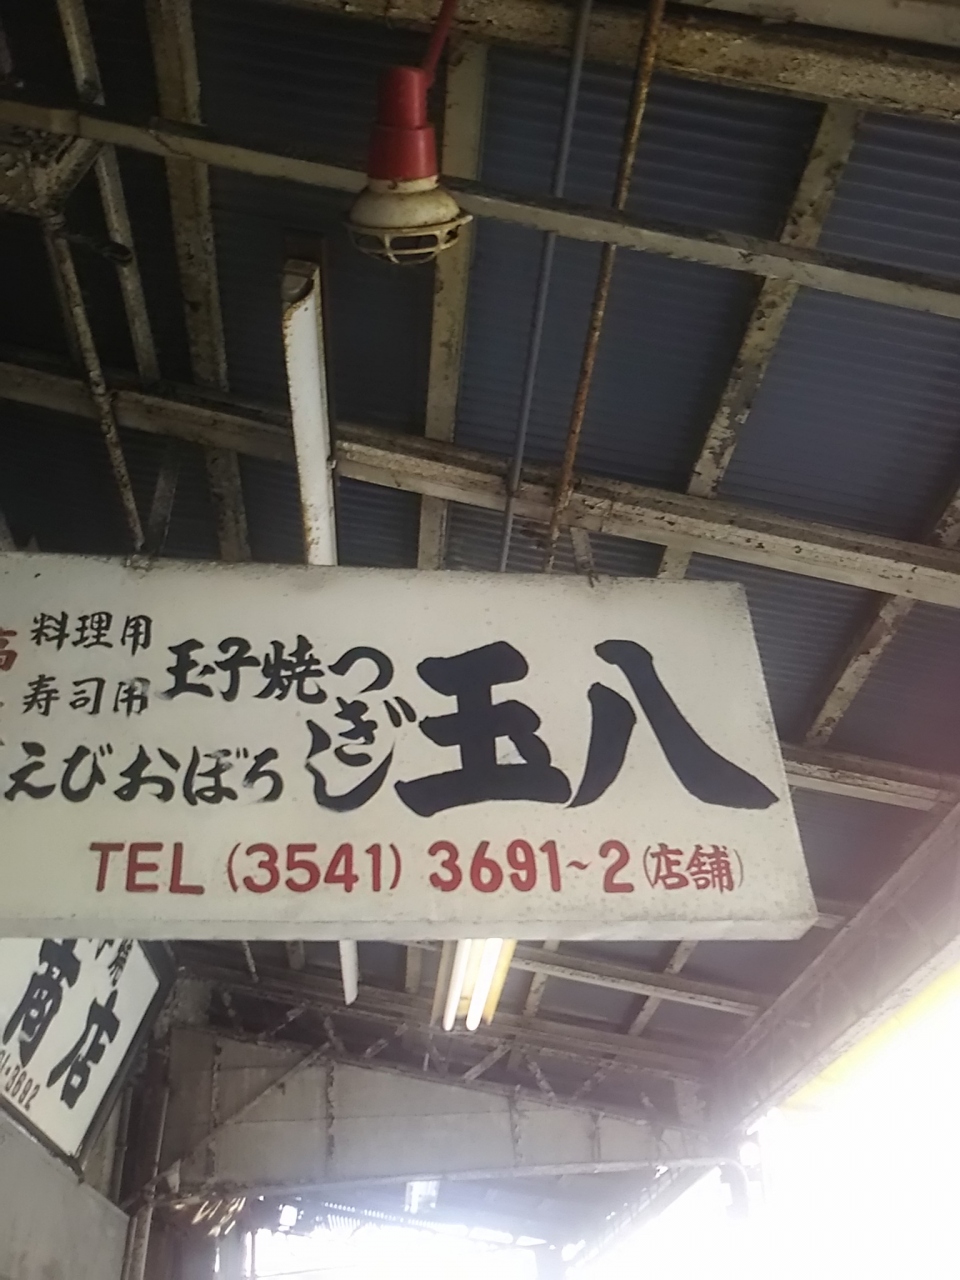 料理用
寿司用
玉子焼
えびおぼろ
つきじ
玉八
TEL (3541) 3691~2 (店舗)
商店
3692